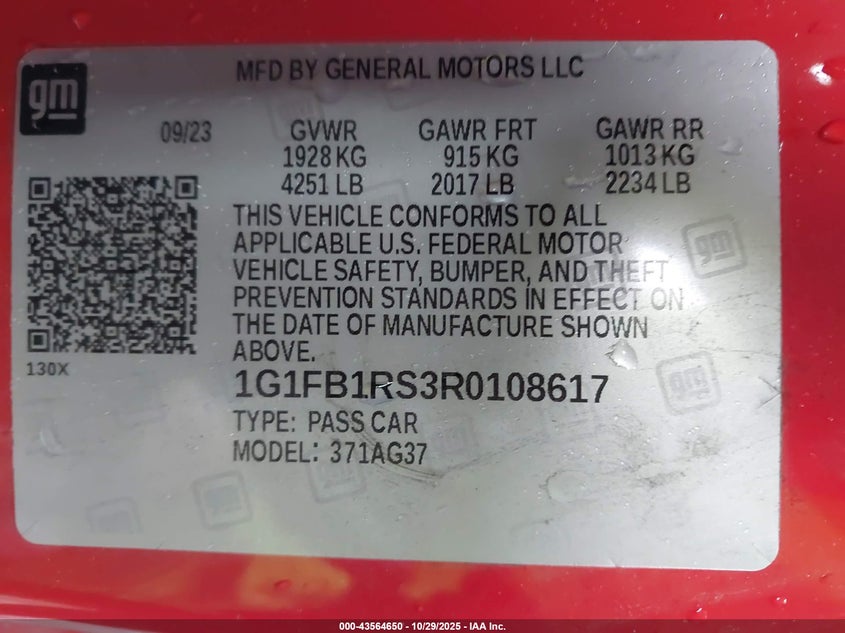 gm
MFD BY GENERAL MOTORS LLC
09/23 GVWR GAWR FRT GAWR RR
1928 KG 915 KG 1013 KG
4251 LB 2017 LB 2234 LB
THIS VEHICLE CONFORMS TO ALL
APPLICABLE U.S. FEDERAL MOTOR
VEHICLE SAFETY, BUMPER, AND THEFT
PREVENTION STANDARDS IN EFFECT ON
THE DATE OF MANUFACTURE SHOWN
ABOVE.
130X
1G1FB1RS3R0108617
TYPE: PASS CAR
MODEL: 371AG37
000-43564650 - 10/29/2025 - IAA Inc.